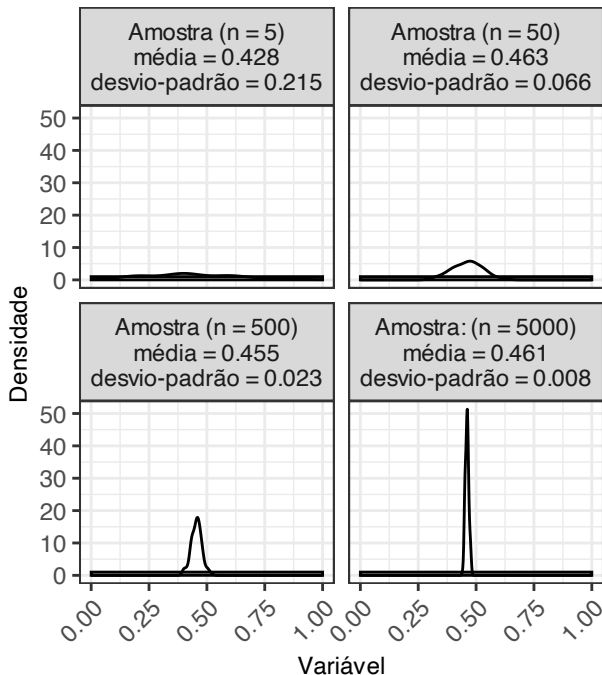 Amostra (n = 5)
média = 0.428
desvio-padrão = 0.215
Amostra (n = 50)
média = 0.463
desvio-padrão = 0.066
50
40
30
20
10
0
Densidade
Amostra (n = 500)
média = 0.455
desvio-padrão = 0.023
Amostra: (n = 5000)
média = 0.461
desvio-padrão = 0.008
50
40
30
20
10
0
0.00 0.25 0.50 0.75 1.00
0.00 0.25 0.50 0.75 1.00
Variável